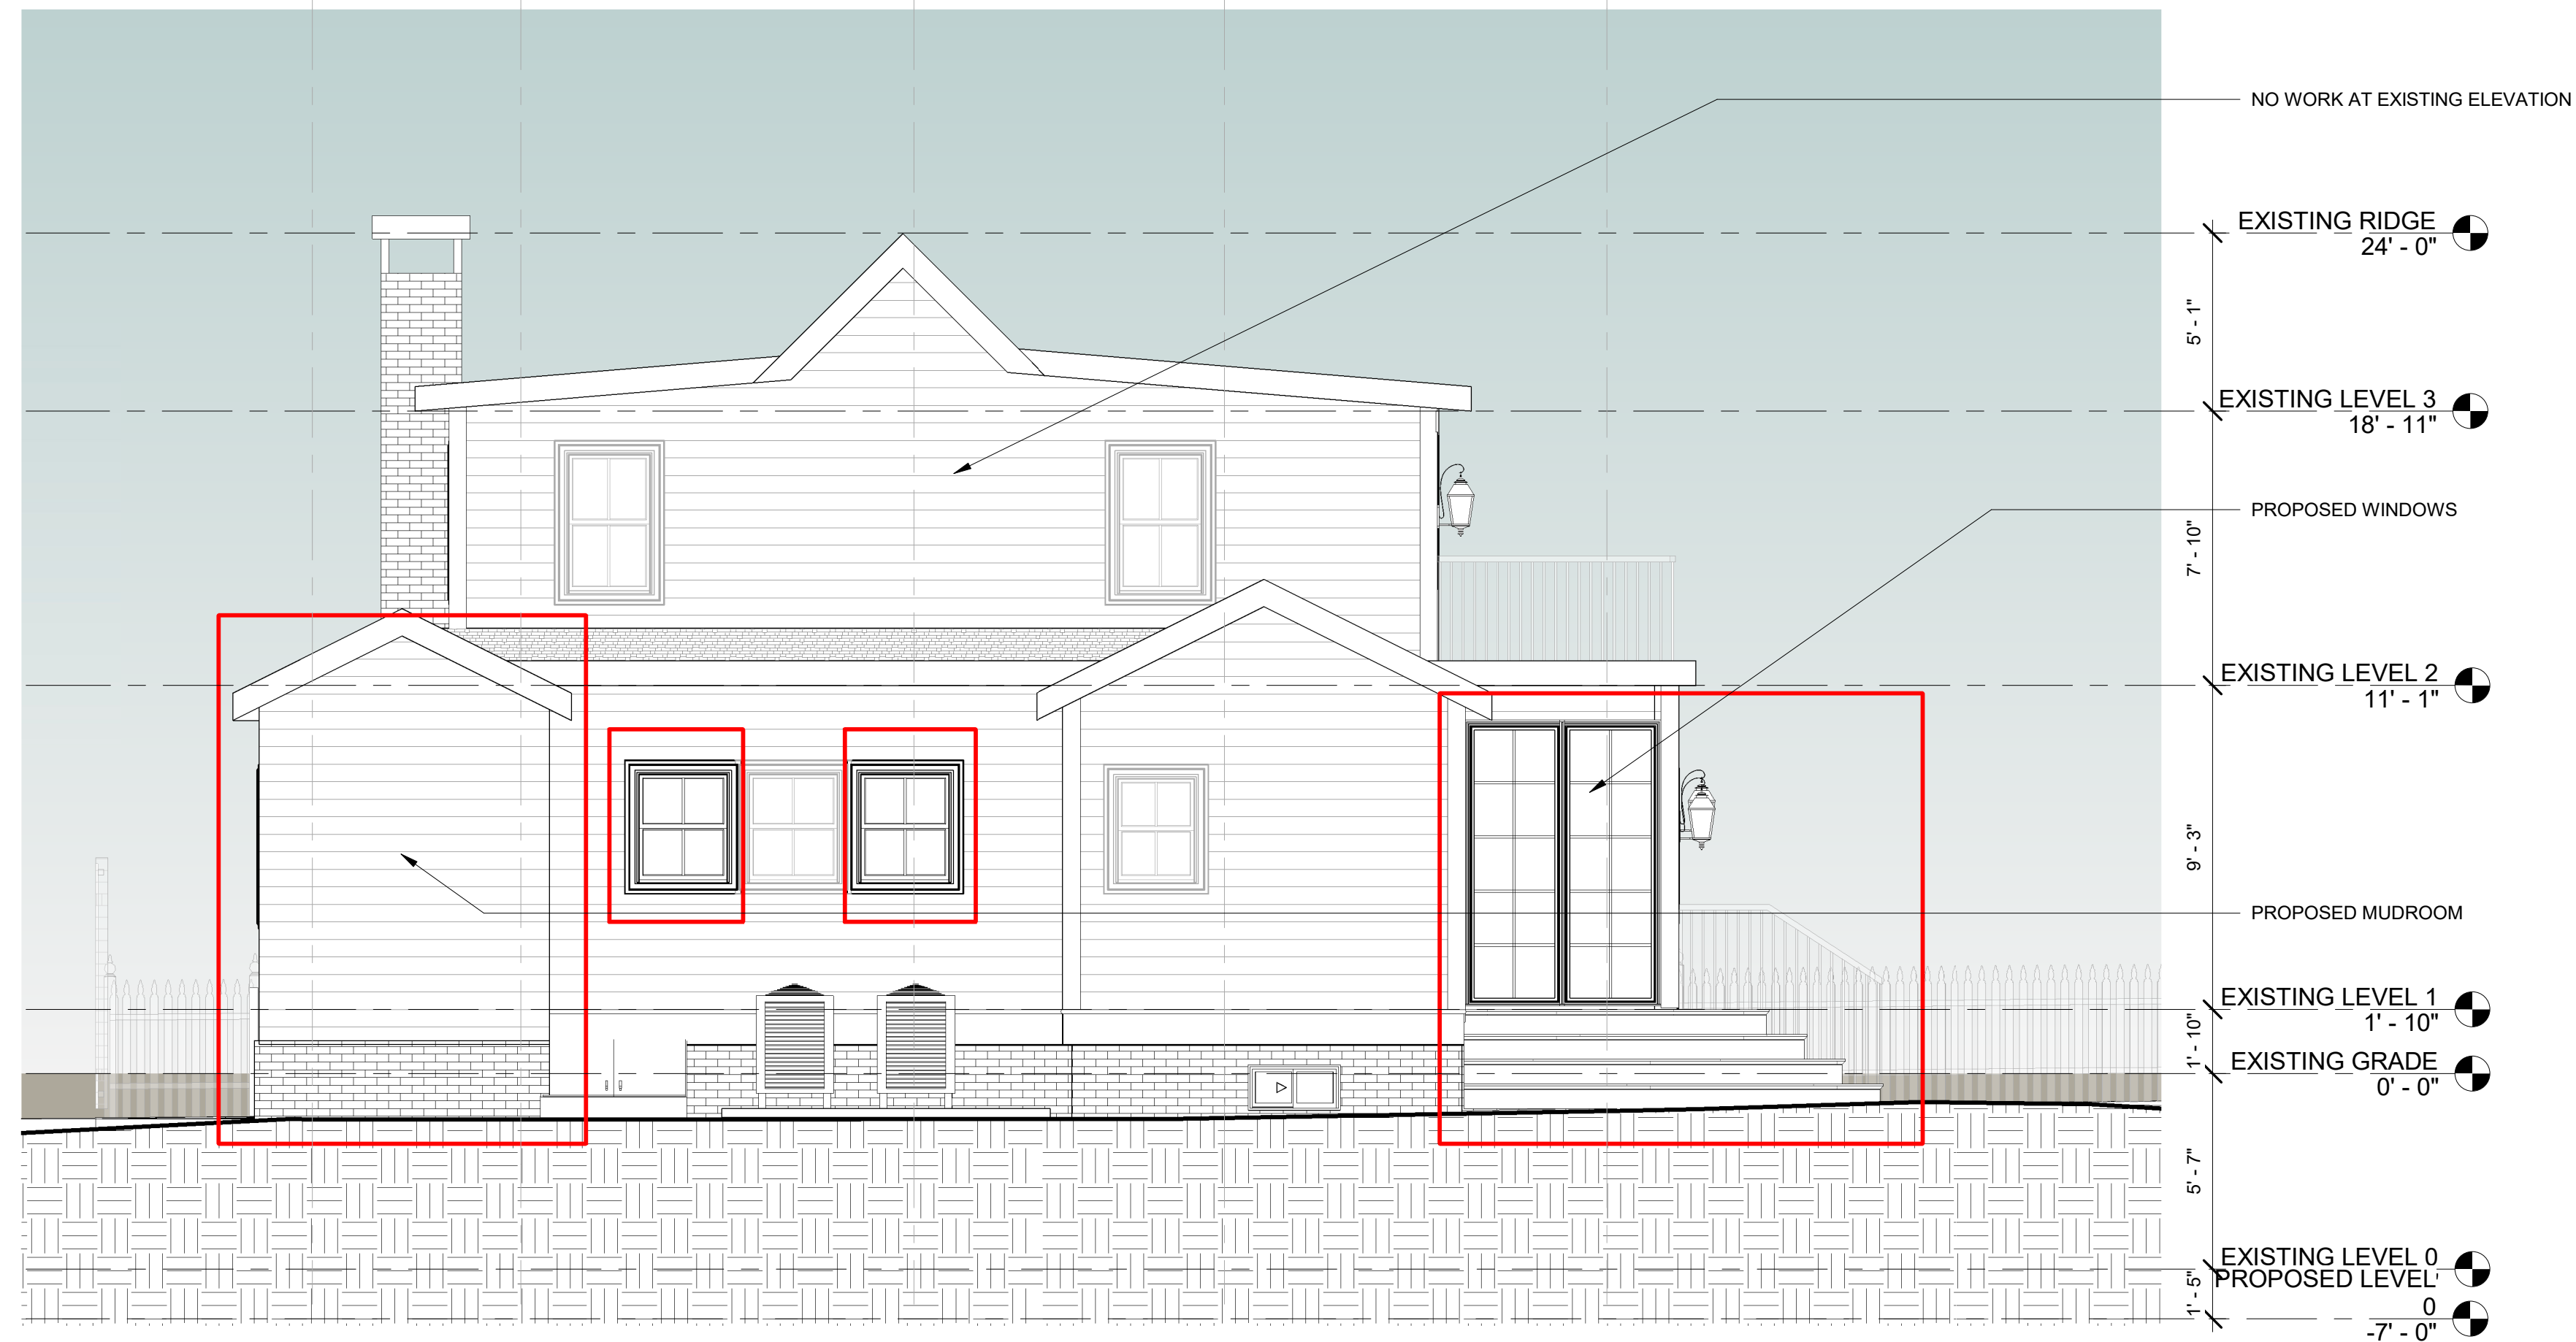 NO WORK AT EXISTING ELEVATION
EXISTING RIDGE
24' - 0"
5' - 1"
EXISTING LEVEL 3
18' - 11"
PROPOSED WINDOWS
7' - 10"
EXISTING LEVEL 2
11' - 1"
9' - 3"
PROPOSED MUDROOM
EXISTING LEVEL 1
1' - 10"
1' - 10"
EXISTING GRADE
0' - 0"
5' - 7"
EXISTING LEVEL 0
PROPOSED LEVEL
0
1' - 5"
-7' - 0"